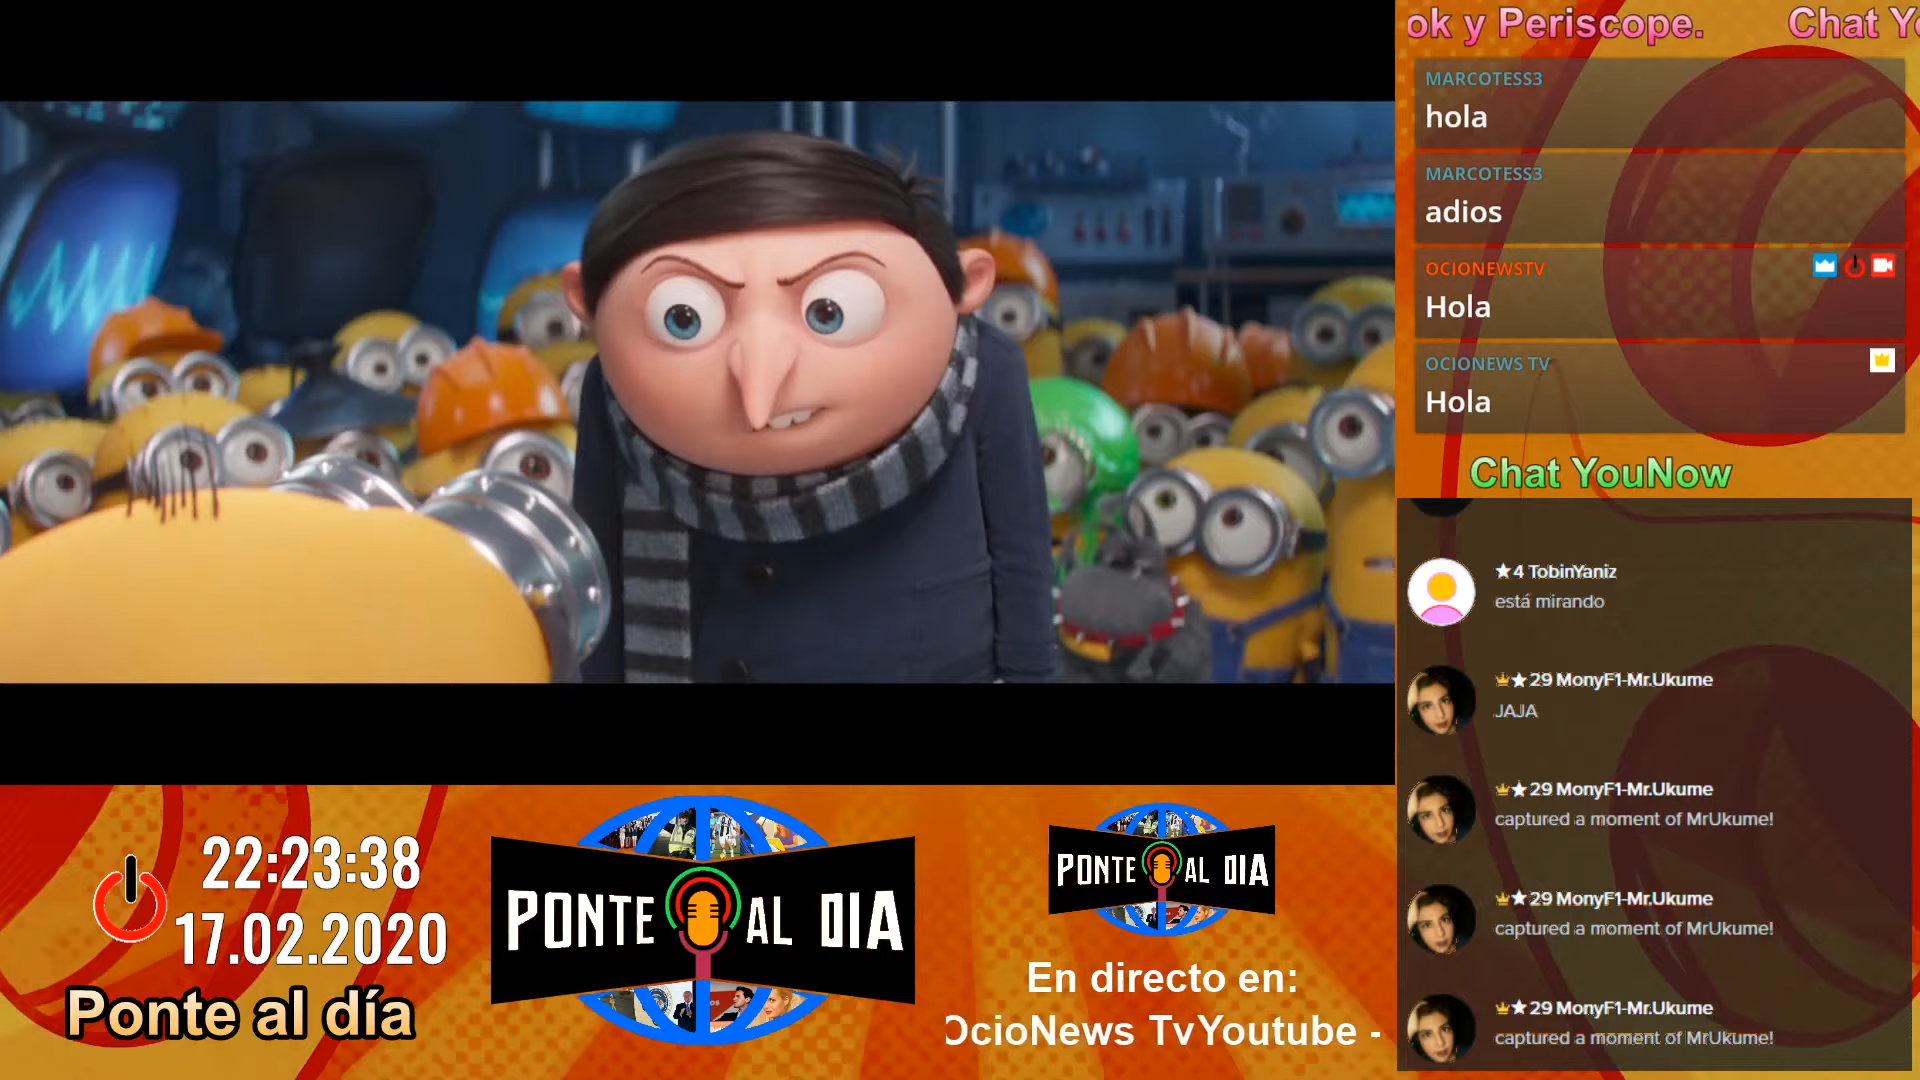 ok y Periscope. Chat Yo
MARCOTESS3
hola
MARCOTESS3
adios
OCIONEWSTV
Hola
OCIONEWS TV
Hola
Chat YouNow
★4 TobinYaniz
está mirando
★29 MonyF1-Mr.Ukume
JAJA
★29 MonyF1-Mr.Ukume
captured a moment of MrUkume!
★29 MonyF1-Mr.Ukume
captured a moment of MrUkume!
★29 MonyF1-Mr.Ukume
captured a moment of MrUkume!
22:23:38
17.02.2020
Ponte al día
PONTE AL DIA
PONTE AL DIA
En directo en:
OcioNews TvYoutube -